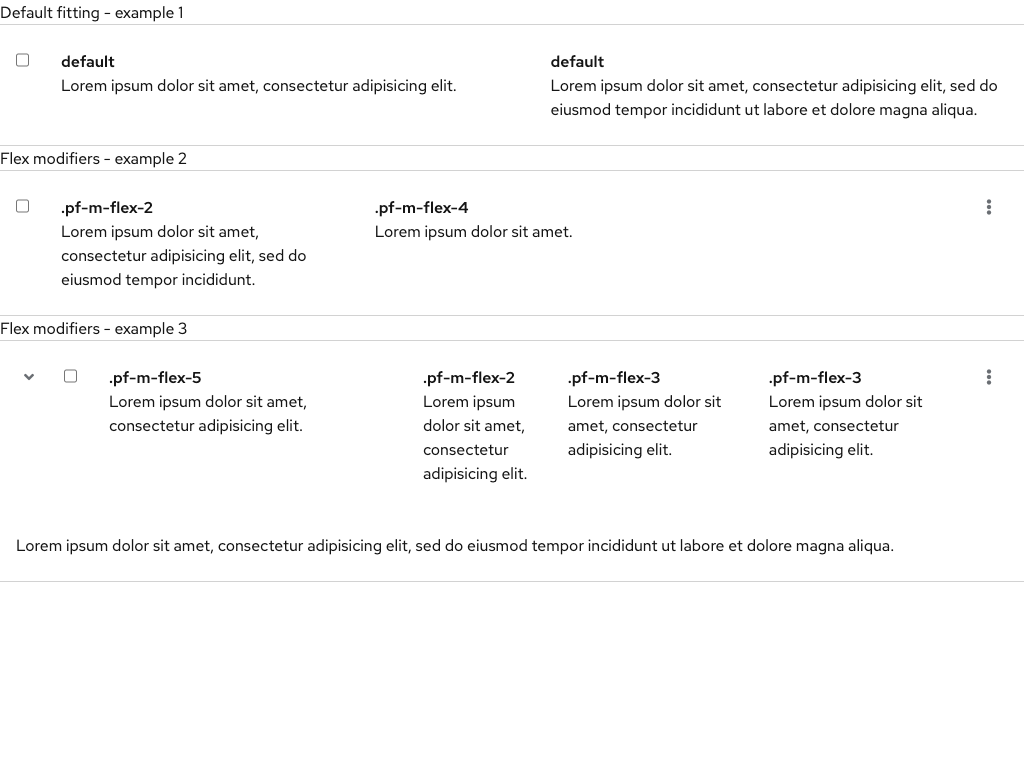 Default fitting - example 1
default
Lorem ipsum dolor sit amet, consectetur adipisicing elit.
default
Lorem ipsum dolor sit amet, consectetur adipisicing elit, sed do
eiusmod tempor incididunt ut labore et dolore magna aliqua.
Flex modifiers - example 2
.pf-m-flex-2
Lorem ipsum dolor sit amet,
consectetur adipisicing elit, sed do
eiusmod tempor incididunt.
.pf-m-flex-4
Lorem ipsum dolor sit amet.
Flex modifiers - example 3
.pf-m-flex-5
Lorem ipsum dolor sit amet,
consectetur adipisicing elit.
.pf-m-flex-2
Lorem ipsum
dolor sit amet,
consectetur
adipisicing elit.
.pf-m-flex-3
Lorem ipsum dolor sit
amet, consectetur
adipisicing elit.
.pf-m-flex-3
Lorem ipsum dolor sit
amet, consectetur
adipisicing elit.
Lorem ipsum dolor sit amet, consectetur adipisicing elit, sed do eiusmod tempor incididunt ut labore et dolore magna aliqua.